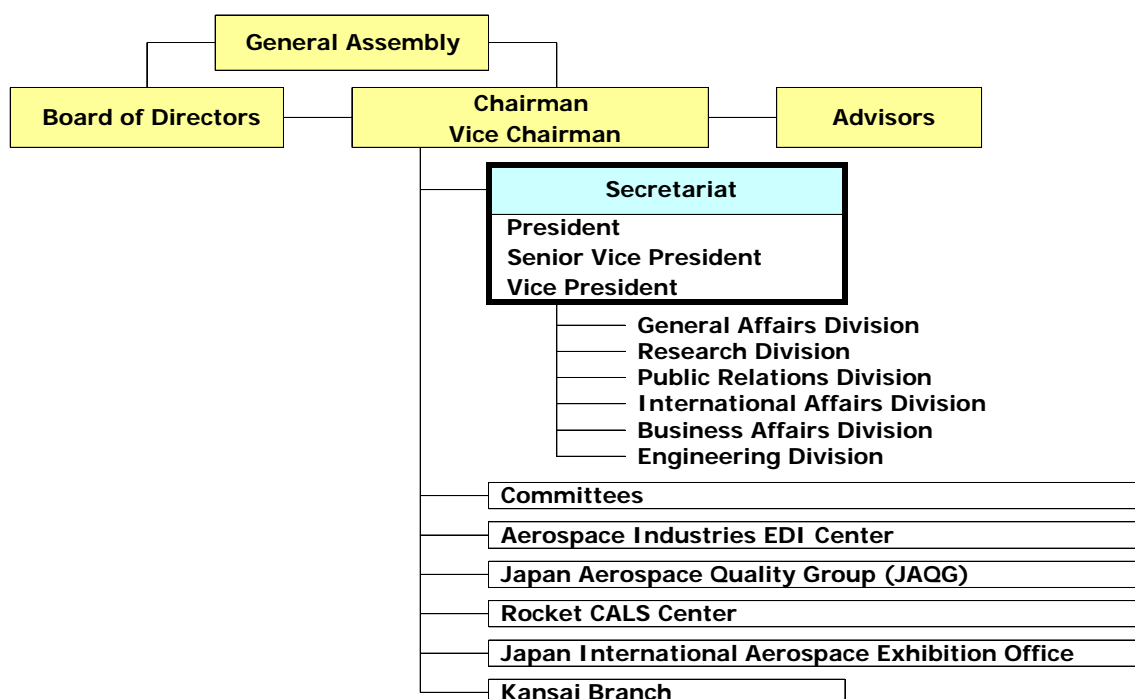 General Assembly
Board of Directors
Chairman
Vice Chairman
Advisors
Secretariat
President
Senior Vice President
Vice President
General Affairs Division
Research Division
Public Relations Division
International Affairs Division
Business Affairs Division
Engineering Division
Committees
Aerospace Industries EDI Center
Japan Aerospace Quality Group (JAQG)
Rocket CALS Center
Japan International Aerospace Exhibition Office
Kansai Branch